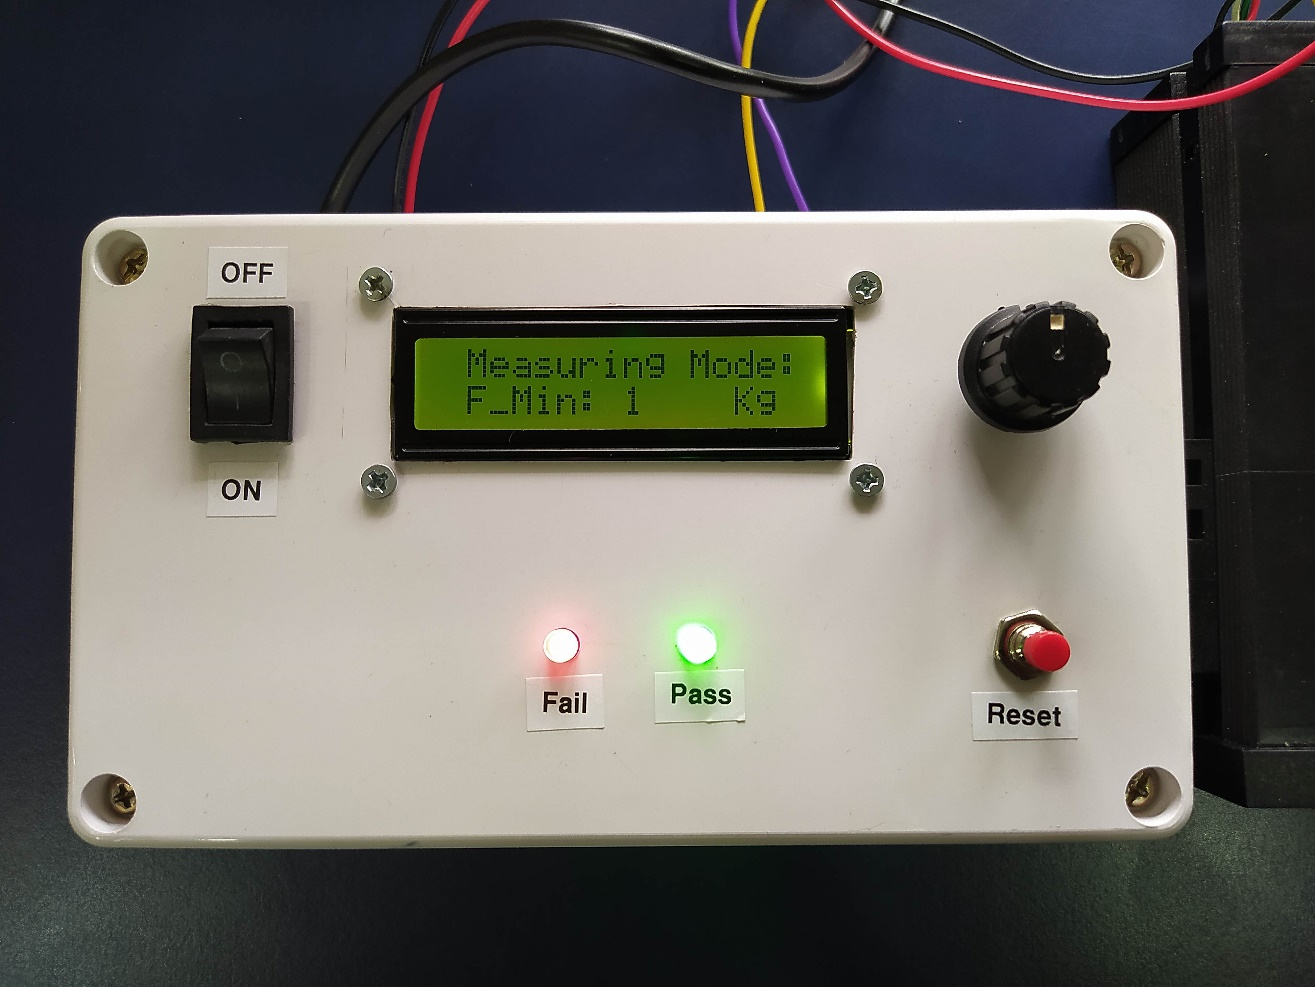 OFF
Measuring Mode:
F_Min: 1 Kg
ON
Fail
Pass
Reset